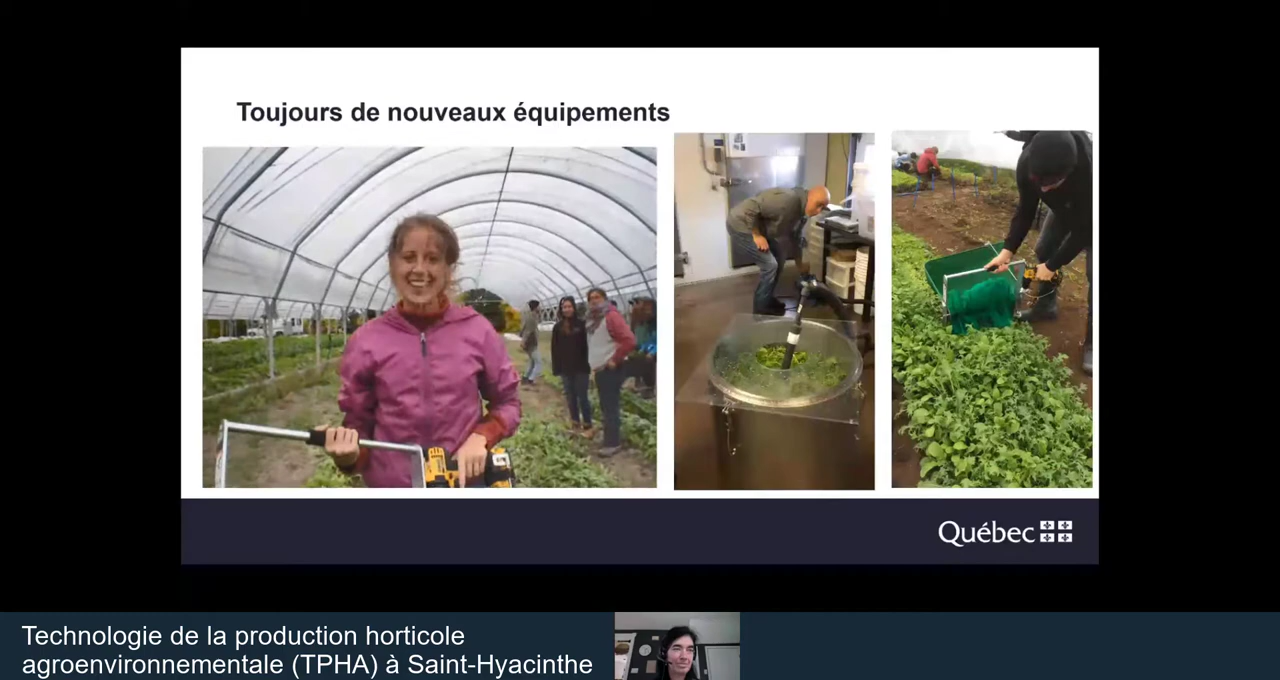 Toujours de nouveaux équipements
Québec
Technologie de la production horticole
agroenvironnementale (TPHA) à Saint-Hyacinthe